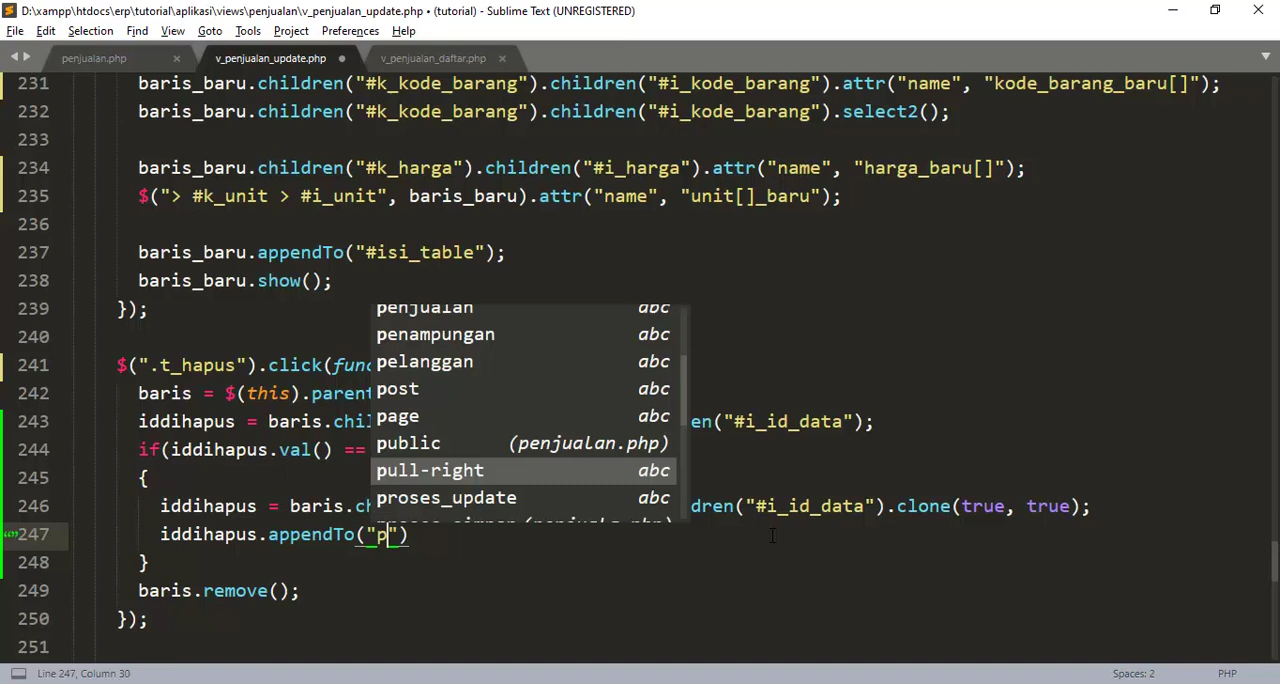 D:\xampp\htdocs\erp\tutorial\aplikasi\views\penjualan\v_penjualan_update.php • (tutorial) - Sublime Text (UNREGISTERED)
File Edit Selection Find View Goto Tools Project Preferences Help
penjualan.php v_penjualan_update.php v_penjualan_daftar.php
231 baris_baru.children("#k_kode_barang").children("#i_kode_barang").attr("name", "kode_barang_baru[]");
232 baris_baru.children("#k_kode_barang").children("#i_kode_barang").select2();
233
234 baris_baru.children("#k_harga").children("#i_harga").attr("name", "harga_baru[]");
235 $("> #k_unit > #i_unit", baris_baru).attr("name", "unit[]_baru");
236
237 baris_baru.appendTo("#isi_table");
238 baris_baru.show();
239 });
240
241 $(".t_hapus").click(func
242 baris = $(this).parent
243 iddihapus = baris.chil en("#i_id_data");
244 if(iddihapus.val() ==
245 {
246 iddihapus = baris.ch dren("#i_id_data").clone(true, true);
247 iddihapus.appendTo("p")
248 }
249 baris.remove();
250 });
251
penjualan abc
penampungan abc
pelanggan abc
post abc
page abc
public (penjualan.php)
pull-right abc
proses_update abc
Line 247, Column 30 Spaces: 2 PHP